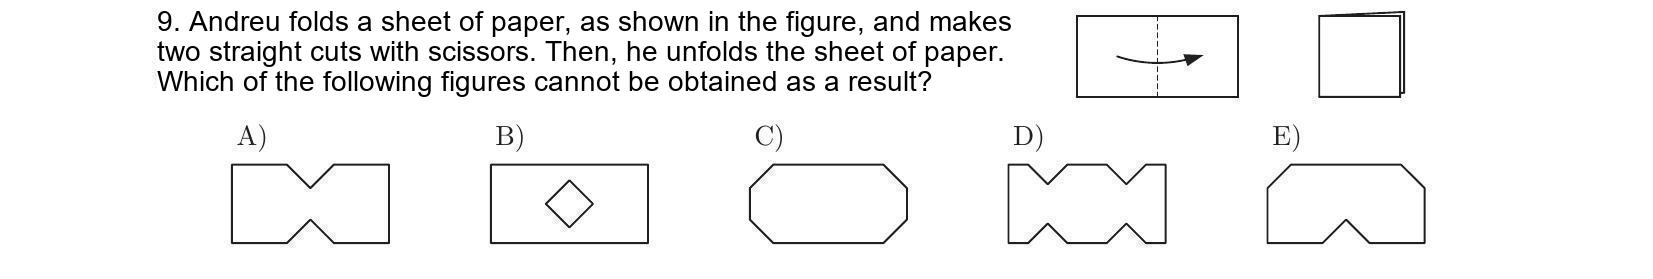 9. Andreu folds a sheet of paper, as shown in the figure, and makes
two straight cuts with scissors. Then, he unfolds the sheet of paper.
Which of the following figures cannot be obtained as a result?
A) B) C) D) E)